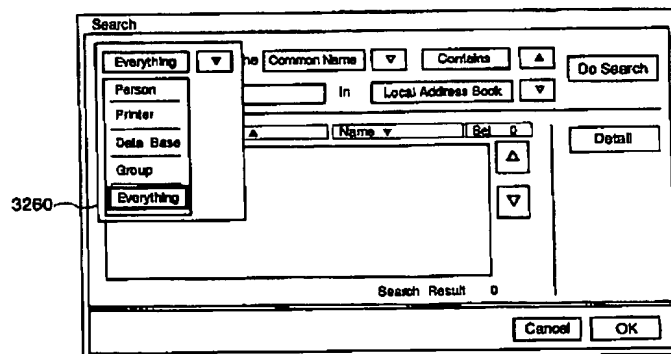 Search
Everything ▼ he Common Name ▽ Contains ▲ Do Search
Person
In Local Address Book ▽
Printer
▲ Name ▼ Sel 0 Detail
Data Base
Group
3260 Everything
Search Result 0
Cancel OK